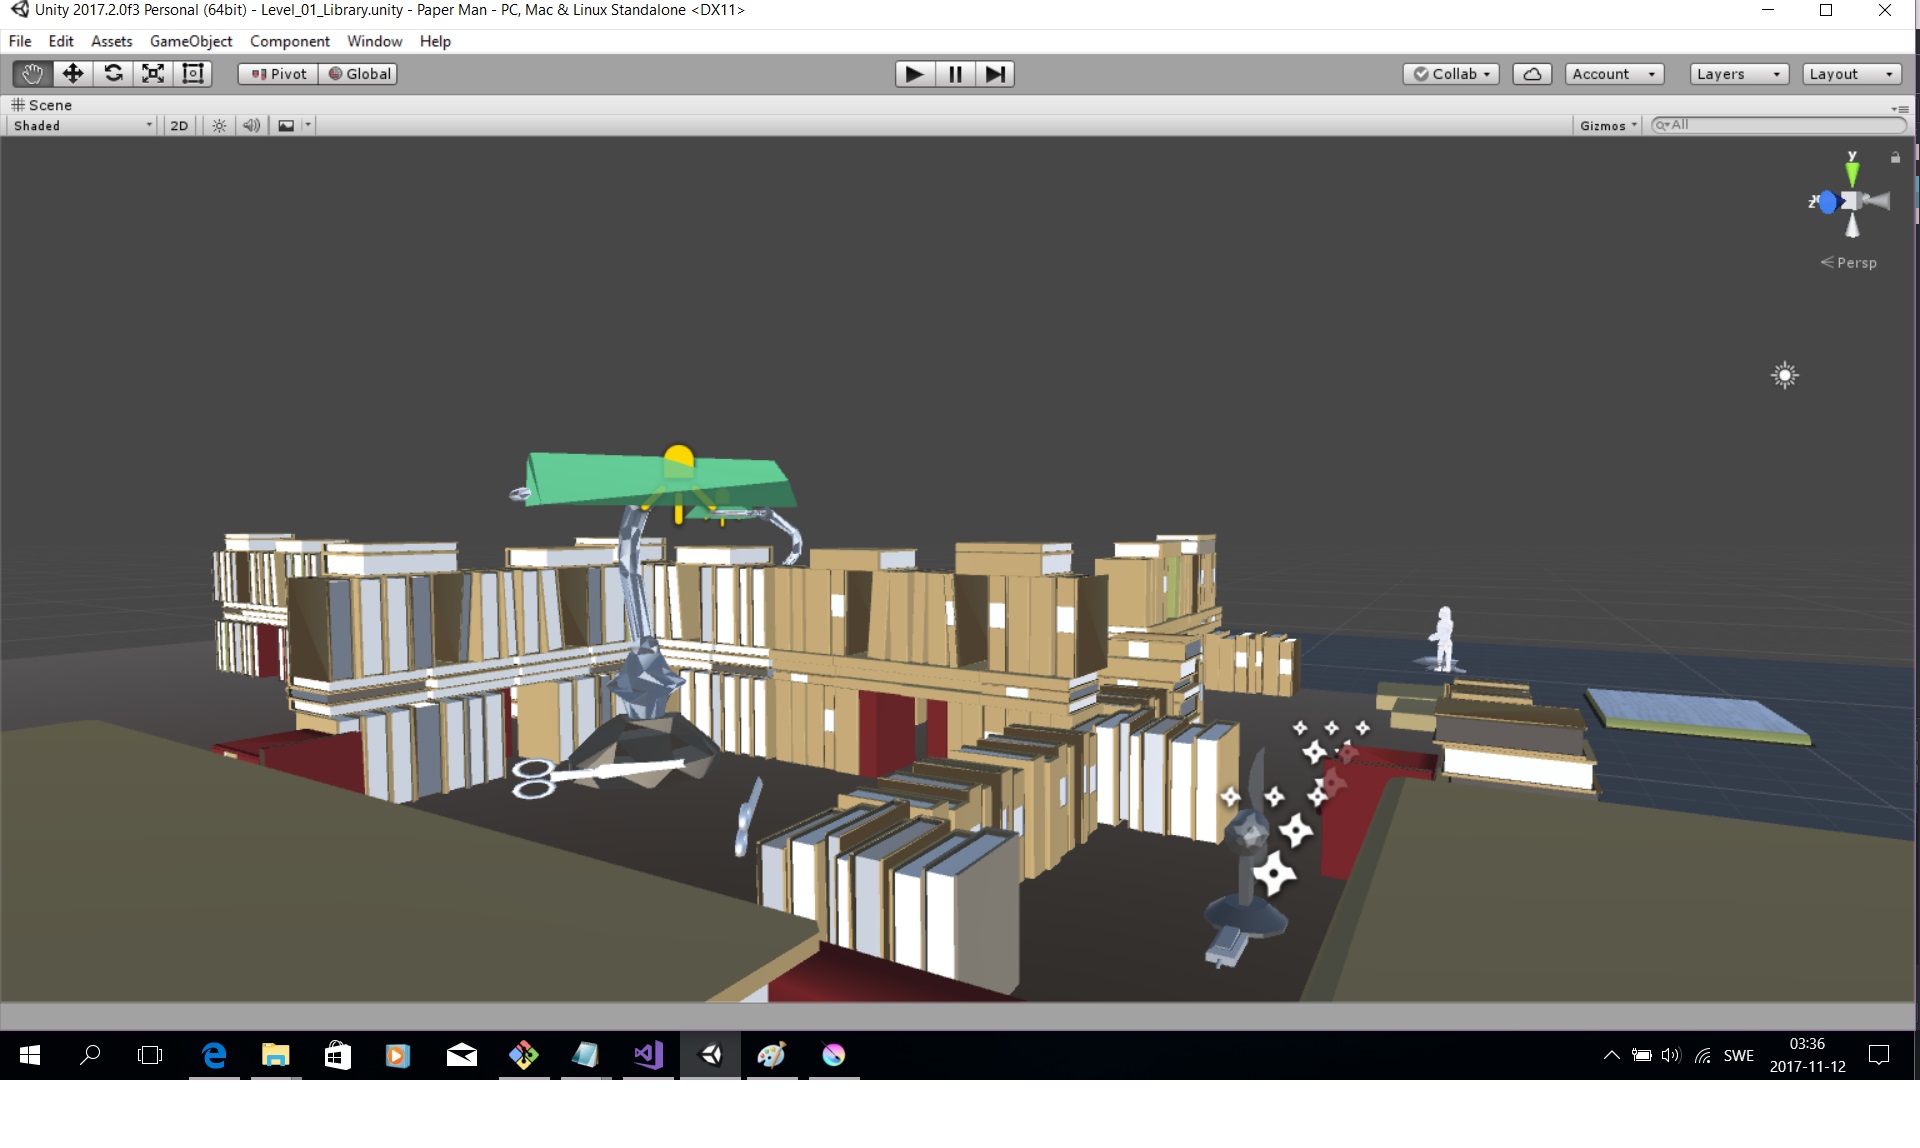 Unity 2017.2.0f3 Personal (64bit) - Level_01_Library.unity - Paper Man - PC, Mac & Linux Standalone <DX11>
File Edit Assets GameObject Component Window Help
Pivot Global Collab Account Layers Layout
Scene
Shaded 2D Gizmos All
y
z
Persp
03:36
SWE
2017-11-12